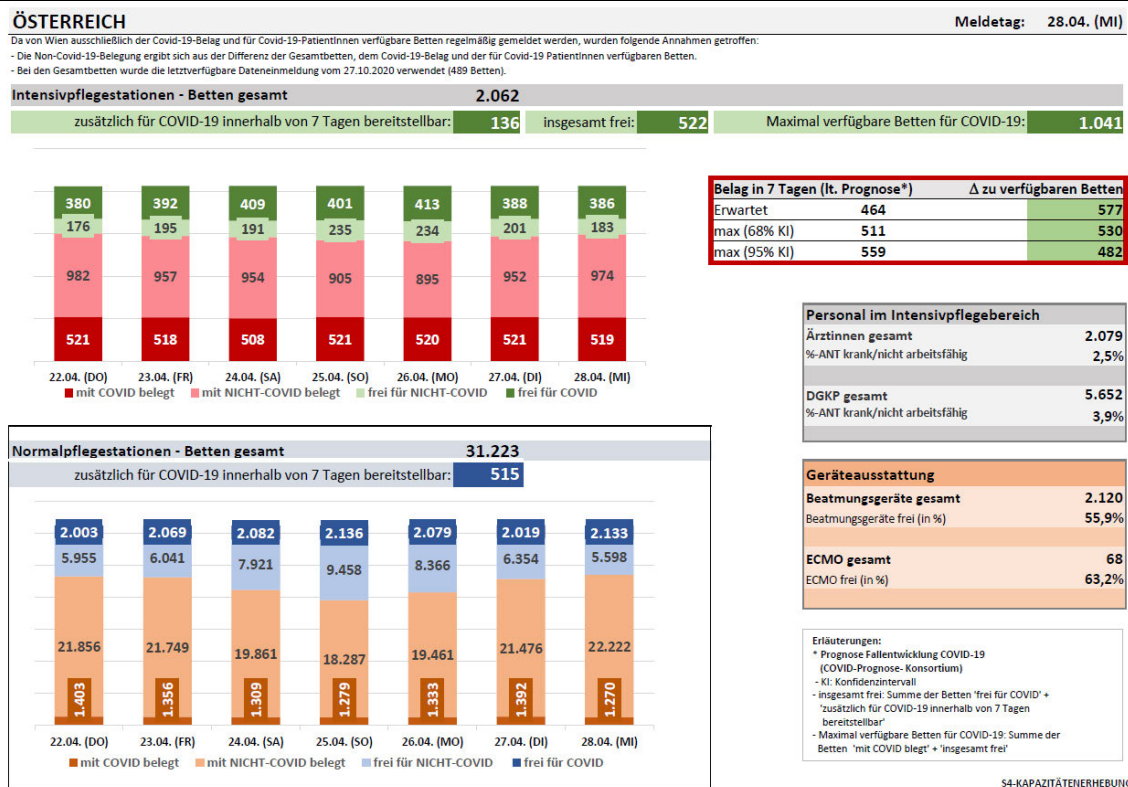 ÖSTERREICH Meldetag: 28.04. (MI)
Da von Wien ausschließlich der Covid-19-Belag und für Covid-19-PatientInnen verfügbare Betten regelmäßig gemeldet werden, wurden folgende Annahmen getroffen:
- Die Non-Covid-19-Belegung ergibt sich aus der Differenz der Gesamtbetten, dem Covid-19-Belag und der für Covid-19 PatientInnen verfügbaren Betten.
- Bei den Gesamtbetten wurde die letztverfügbare Dateneinmeldung vom 27.10.2020 verwendet (489 Betten).
Intensivpflegestationen - Betten gesamt 2.062
zusätzlich für COVID-19 innerhalb von 7 Tagen bereitstellbar: 136 insgesamt frei: 522 Maximal verfügbare Betten für COVID-19: 1.041
380 392 409 401 413 388 386
176 195 191 235 234 201 183
982 957 954 905 895 952 974
521 518 508 521 520 521 519
22.04. (DO) 23.04. (FR) 24.04. (SA) 25.04. (SO) 26.04. (MO) 27.04. (DI) 28.04. (MI)
mit COVID belegt mit NICHT-COVID belegt frei für NICHT-COVID frei für COVID
Belag in 7 Tagen (lt. Prognose*) Δ zu verfügbaren Betten
Erwartet 464 577
max (68% KI) 511 530
max (95% KI) 559 482
Personal im Intensivpflegebereich
Ärztinnen gesamt 2.079
%-ANT krank/nicht arbeitsfähig 2,5%
DGKP gesamt 5.652
%-ANT krank/nicht arbeitsfähig 3,9%
Normalpflegestationen - Betten gesamt 31.223
zusätzlich für COVID-19 innerhalb von 7 Tagen bereitstellbar: 515
2.003 2.069 2.082 2.136 2.079 2.019 2.133
5.955 6.041 7.921 9.458 8.366 6.354 5.598
21.856 21.749 19.861 18.287 19.461 21.476 22.222
1.403 1.356 1.309 1.279 1.333 1.392 1.270
22.04. (DO) 23.04. (FR) 24.04. (SA) 25.04. (SO) 26.04. (MO) 27.04. (DI) 28.04. (MI)
mit COVID belegt mit NICHT-COVID belegt frei für NICHT-COVID frei für COVID
Geräteausstattung
Beatmungsgeräte gesamt 2.120
Beatmungsgeräte frei (in %) 55,9%
ECMO gesamt 68
ECMO frei (in %) 63,2%
Erläuterungen:
* Prognose Fallentwicklung COVID-19
(COVID-Prognose- Konsortium)
- KI: Konfidenzintervall
- insgesamt frei: Summe der Betten 'frei für COVID' +
'zusätzlich für COVID-19 innerhalb von 7 Tagen
bereitstellbar'
- Maximal verfügbare Betten für COVID-19: Summe der
Betten 'mit COVID blegt' + 'insgesamt frei'
S4-KAPAZITÄTENERHEBUNG